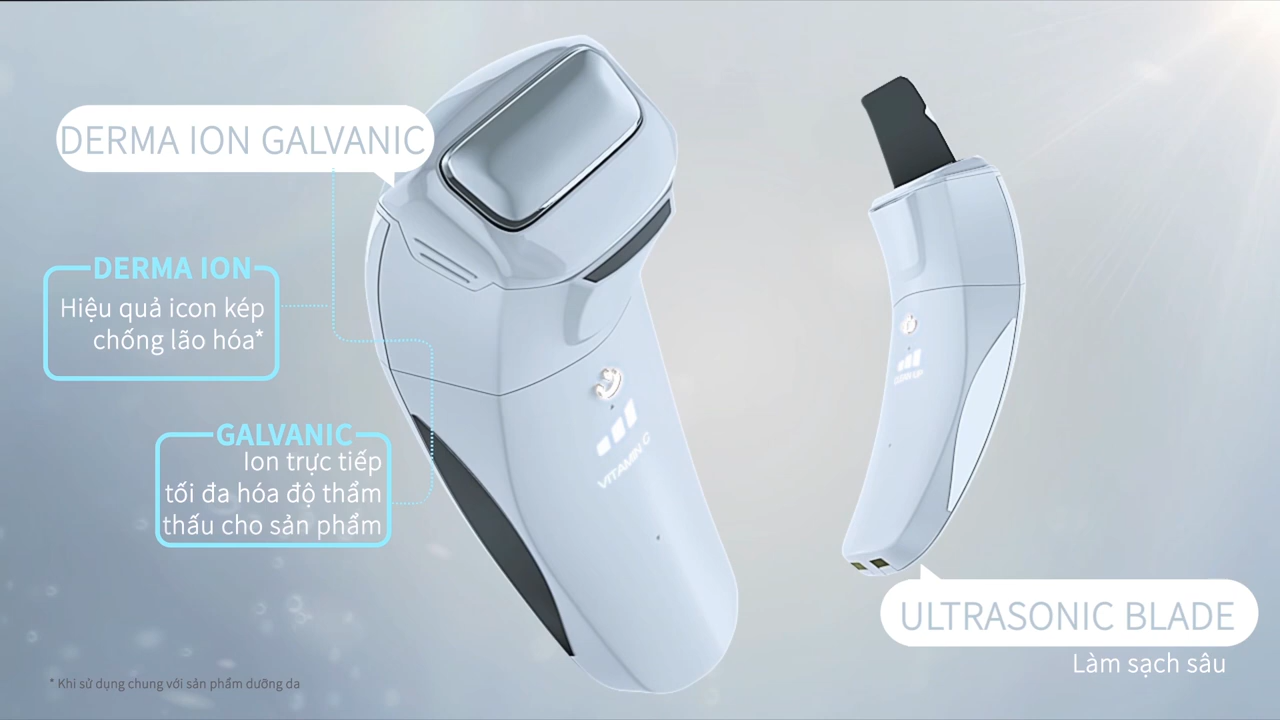 DERMA ION GALVANIC
DERMA ION
Hiệu quả icon kép
chống lão hóa*
GALVANIC
Ion trực tiếp
tối đa hóa độ thẩm
thấu cho sản phẩm
VITAMIN C
ULTRASONIC BLADE
Làm sạch sâu
* Khi sử dụng chung với sản phẩm dưỡng da